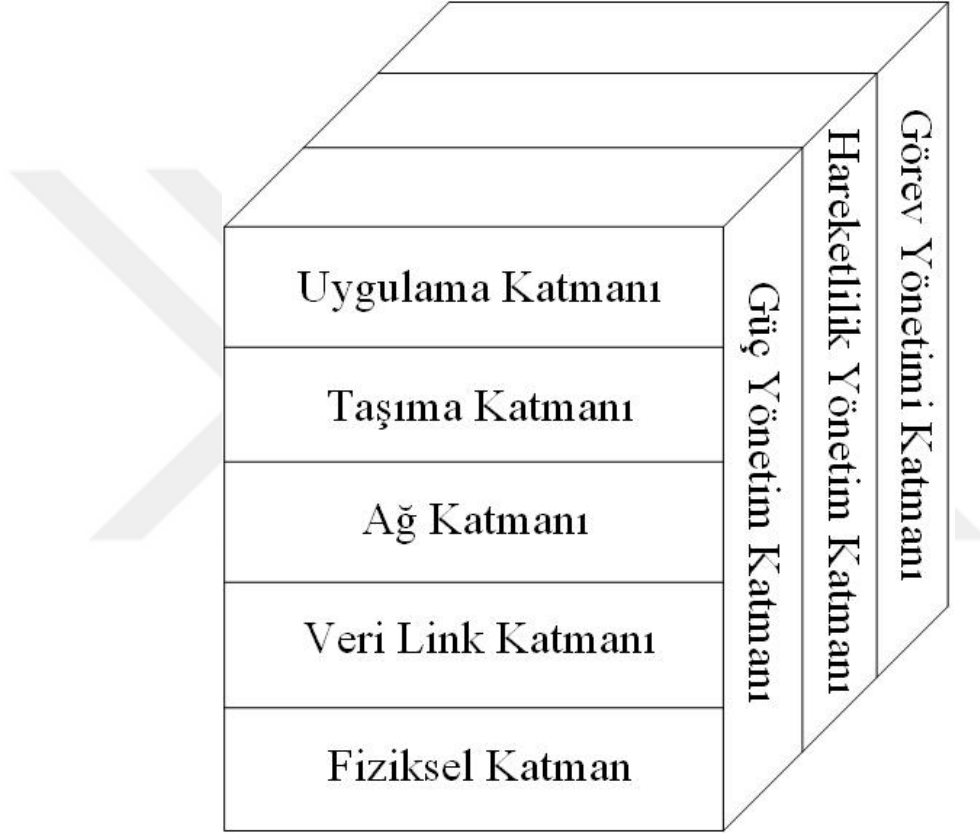 Uygulama Katmanı
Taşıma Katmanı
Ağ Katmanı
Veri Link Katmanı
Fiziksel Katman
Güç Yönetim Katmanı
Hareketlilik Yönetim Katmanı
Görev Yönetimi Katmanı